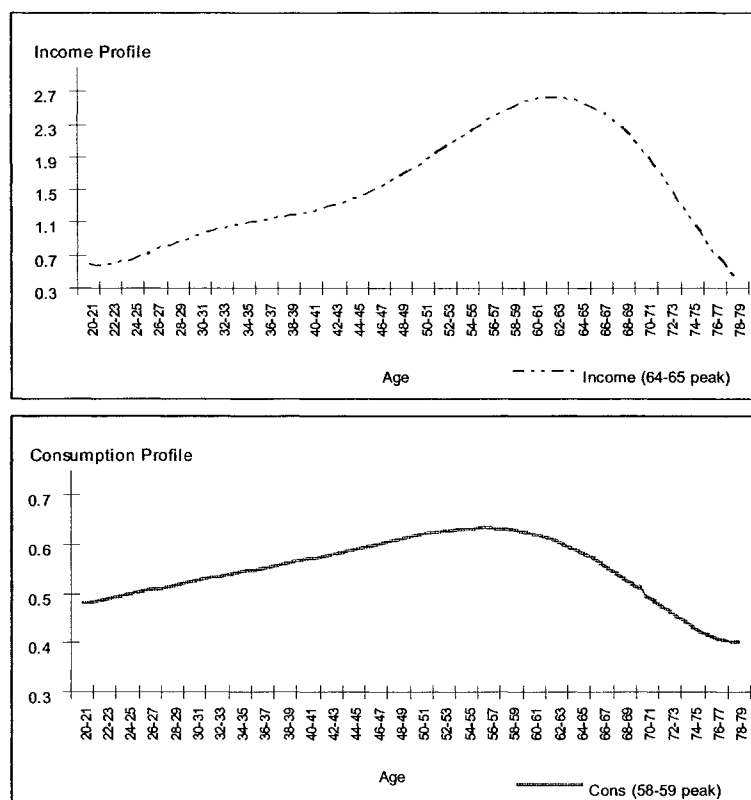 Income Profile
2.7
2.3
1.9
1.5
1.1
0.7
0.3
20-21 22-23 24-25 26-27 28-29 30-31 32-33 34-35 36-37 38-39 40-41 42-43 44-45 46-47 48-49 50-51 52-53 54-55 56-57 58-59 60-61 62-63 64-65 66-67 68-69 70-71 72-73 74-75 76-77 78-79
Age
Income (64-65 peak)
Consumption Profile
0.7
0.6
0.5
0.4
0.3
20-21 22-23 24-25 26-27 28-29 30-31 32-33 34-35 36-37 38-39 40-41 42-43 44-45 46-47 48-49 50-51 52-53 54-55 56-57 58-59 60-61 62-63 64-65 66-67 68-69 70-71 72-73 74-75 76-77 78-79
Age
Cons (58-59 peak)